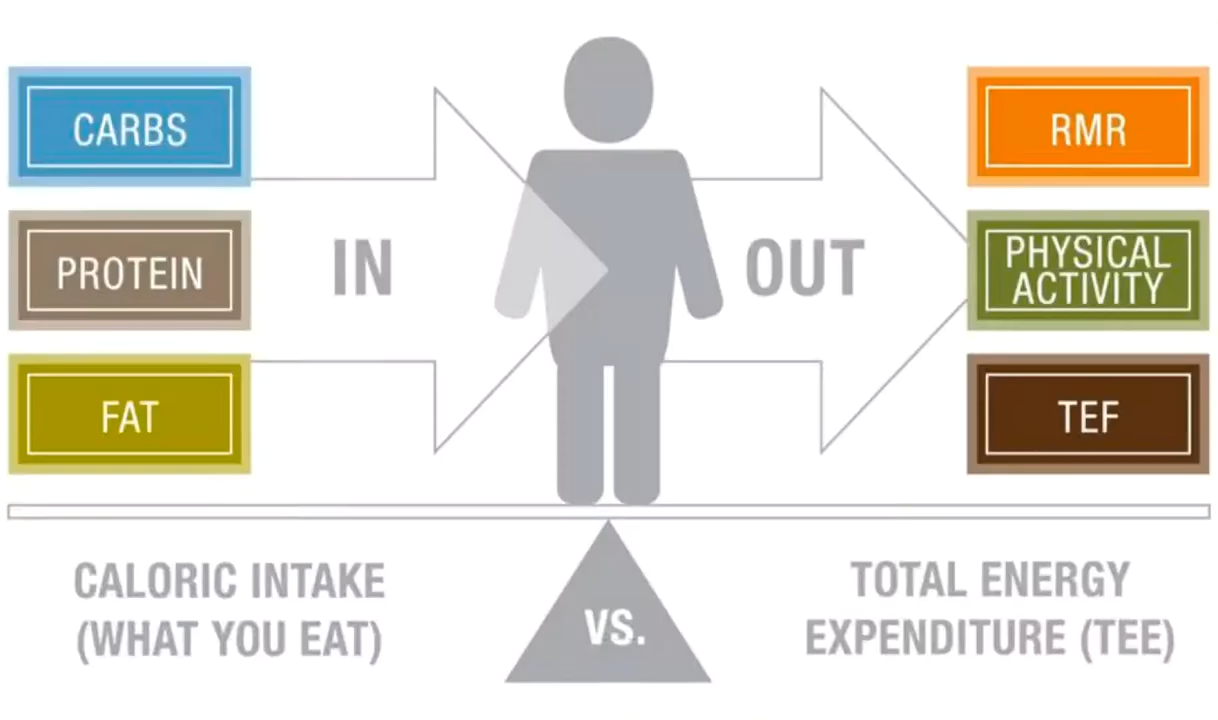 CARBS
PROTEIN
FAT
IN
OUT
RMR
PHYSICAL
ACTIVITY
TEF
CALORIC INTAKE
(WHAT YOU EAT)
VS.
TOTAL ENERGY
EXPENDITURE (TEE)